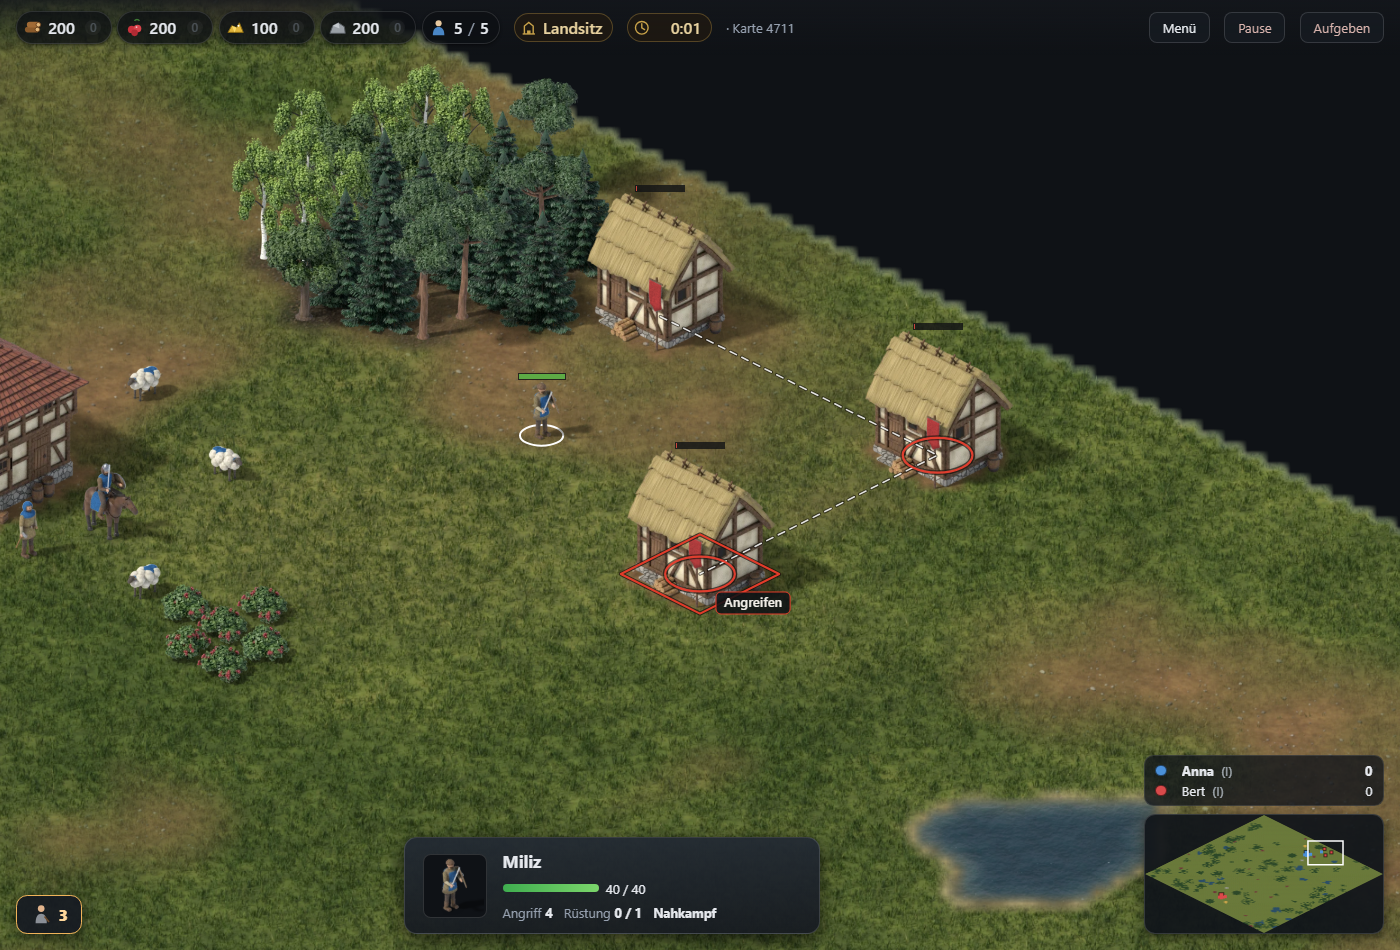 200 0 200 0 100 0 200 0 5 / 5 Landsitz 0:01 · Karte 4711 Menü Pause Aufgeben
Angreifen
Anna (I) 0
Bert (I) 0
Miliz
40 / 40
Angriff 4 Rüstung 0 / 1 Nahkampf
3